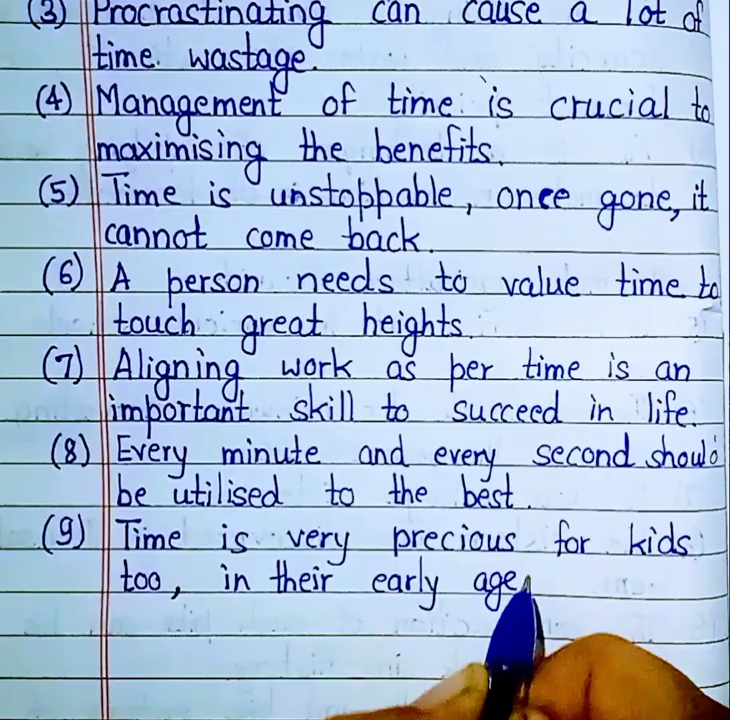 (3) Procrastinating can cause a lot of
time wastage.
(4) Management of time is crucial to
maximising the benefits.
(5) Time is unstoppable, once gone, it
cannot come back.
(6) A person needs to value time to
touch great heights.
(7) Aligning work as per time is an
important skill to succeed in life.
(8) Every minute and every second should
be utilised to the best.
(9) Time is very precious for kids
too, in their early age